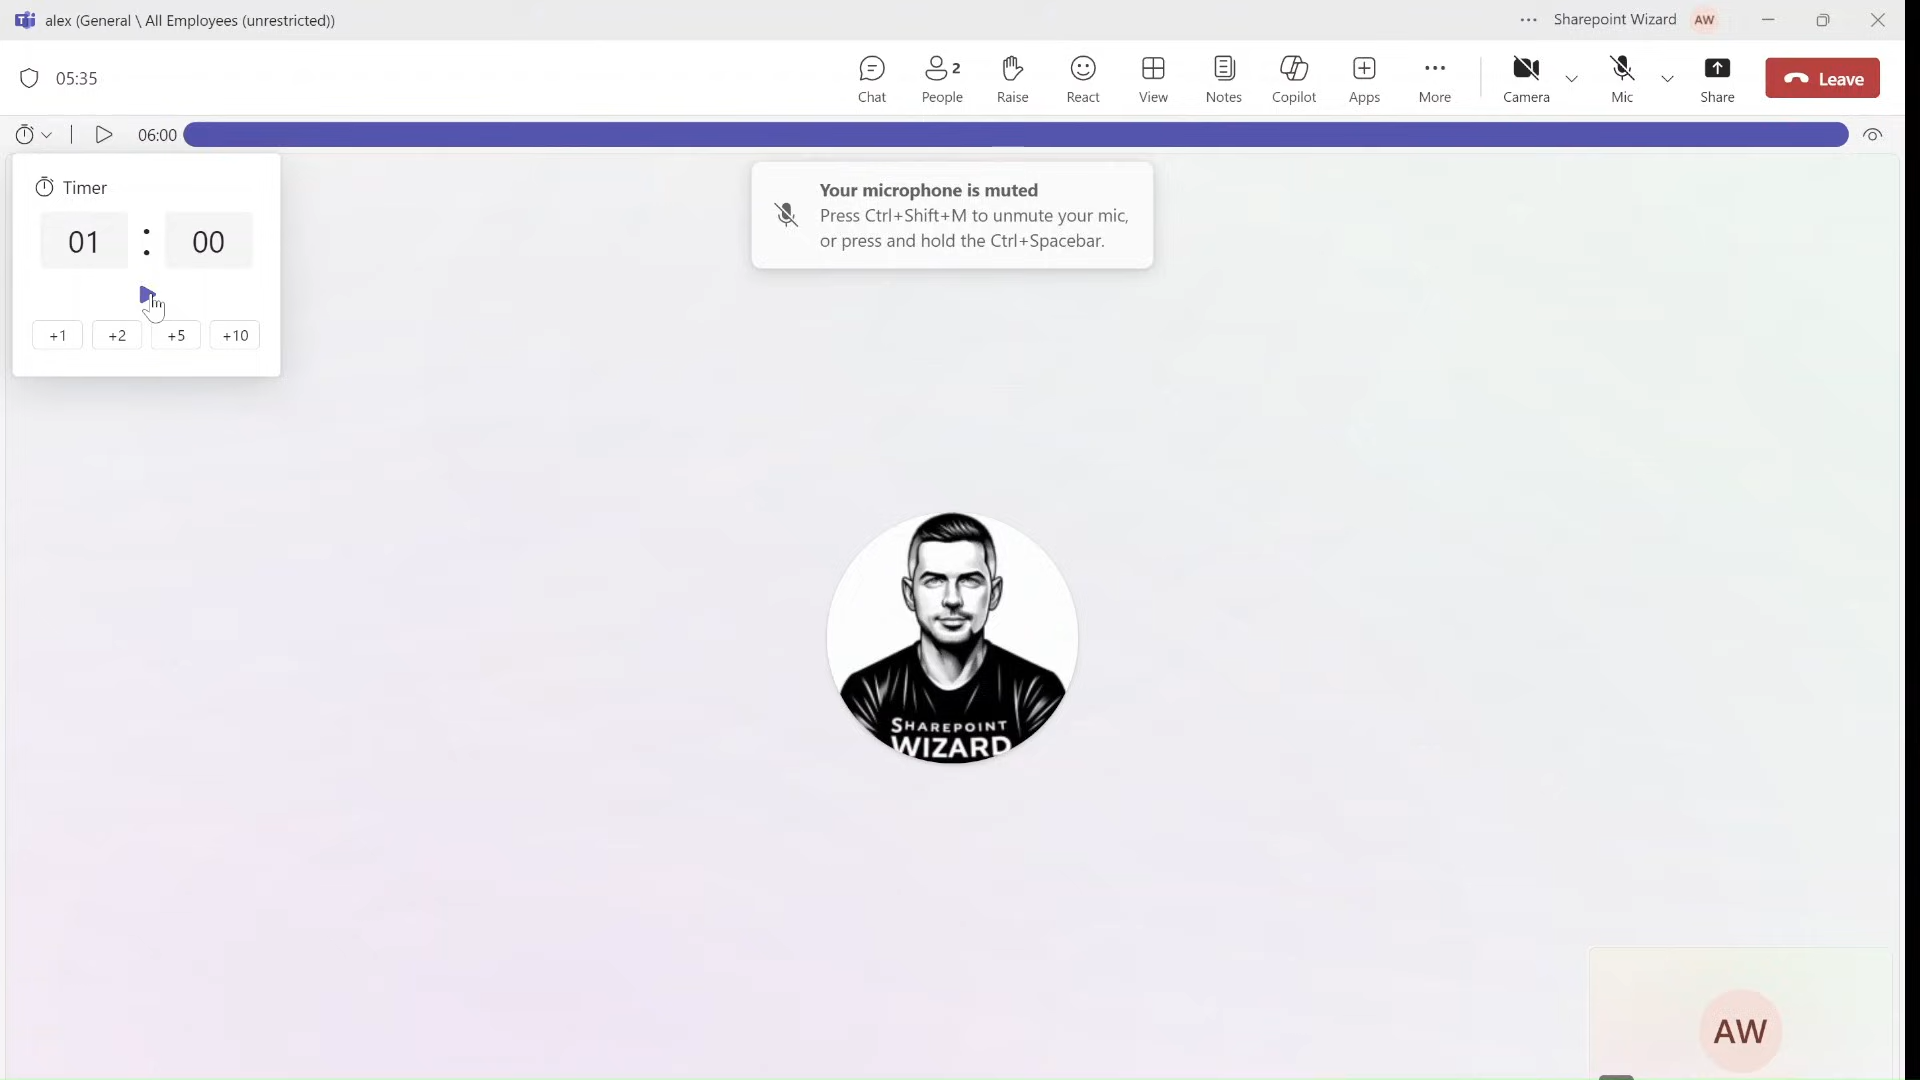 alex (General \ All Employees (unrestricted))
Sharepoint Wizard AW
05:35
Chat
People 2
Raise
React
View
Notes
Copilot
Apps
More
Camera
Mic
Share
Leave
06:00
Timer
01 : 00
+1 +2 +5 +10
Your microphone is muted
Press Ctrl+Shift+M to unmute your mic,
or press and hold the Ctrl+Spacebar.
SHAREPOINT
WIZARD
AW